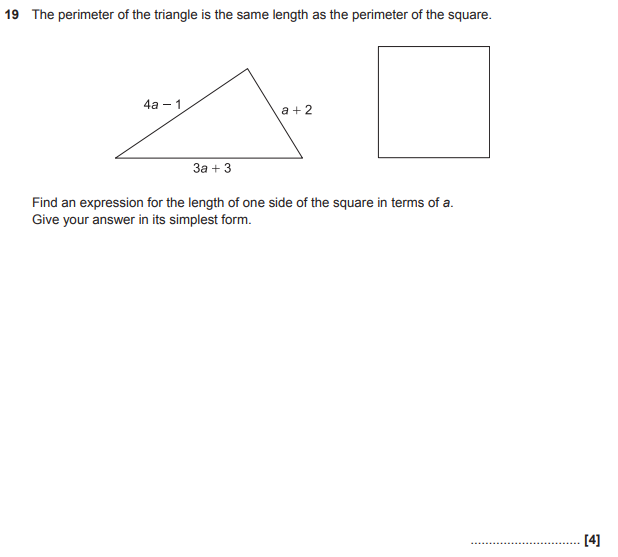 19 The perimeter of the triangle is the same length as the perimeter of the square.
4a – 1
a + 2
3a + 3
Find an expression for the length of one side of the square in terms of a.
Give your answer in its simplest form.
.............................. [4]